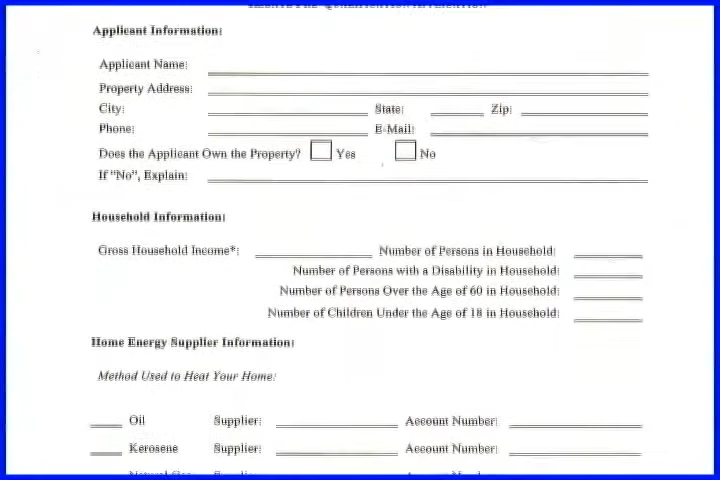 Applicant Information:
Applicant Name:
Property Address:
City: State: Zip:
Phone: E-Mail:
Does the Applicant Own the Property? Yes No
If “No”, Explain:
Household Information:
Gross Household Income*: Number of Persons in Household:
Number of Persons with a Disability in Household:
Number of Persons Over the Age of 60 in Household:
Number of Children Under the Age of 18 in Household:
Home Energy Supplier Information:
Method Used to Heat Your Home:
Oil Supplier: Account Number:
Kerosene Supplier: Account Number: